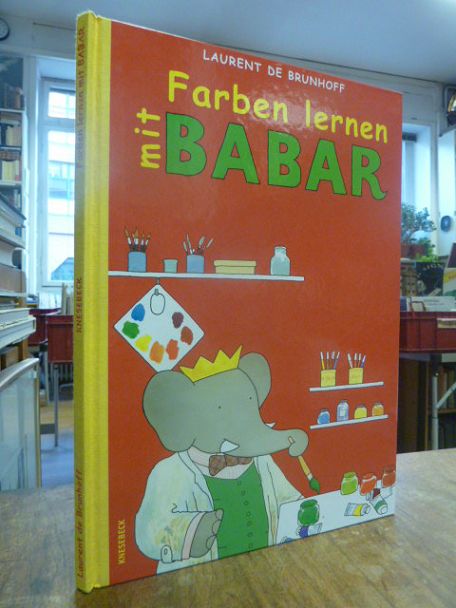 LAURENT DE BRUNHOFF
Farben lernen
mit
BABAR
KNESEBECK
Laurent de Brunhoff
KNESEBECK
Farben lernen mit BABAR